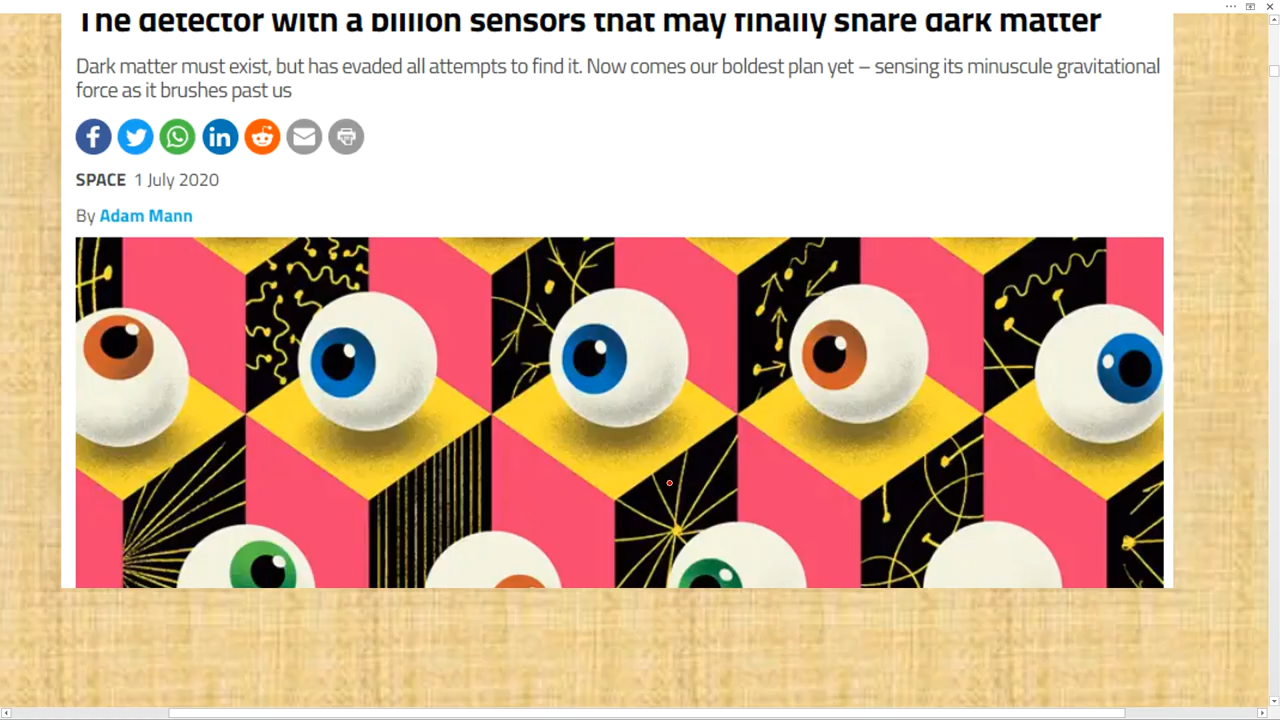 The detector with a billion sensors that may finally snare dark matter
Dark matter must exist, but has evaded all attempts to find it. Now comes our boldest plan yet – sensing its minuscule gravitational
force as it brushes past us
SPACE 1 July 2020
By Adam Mann